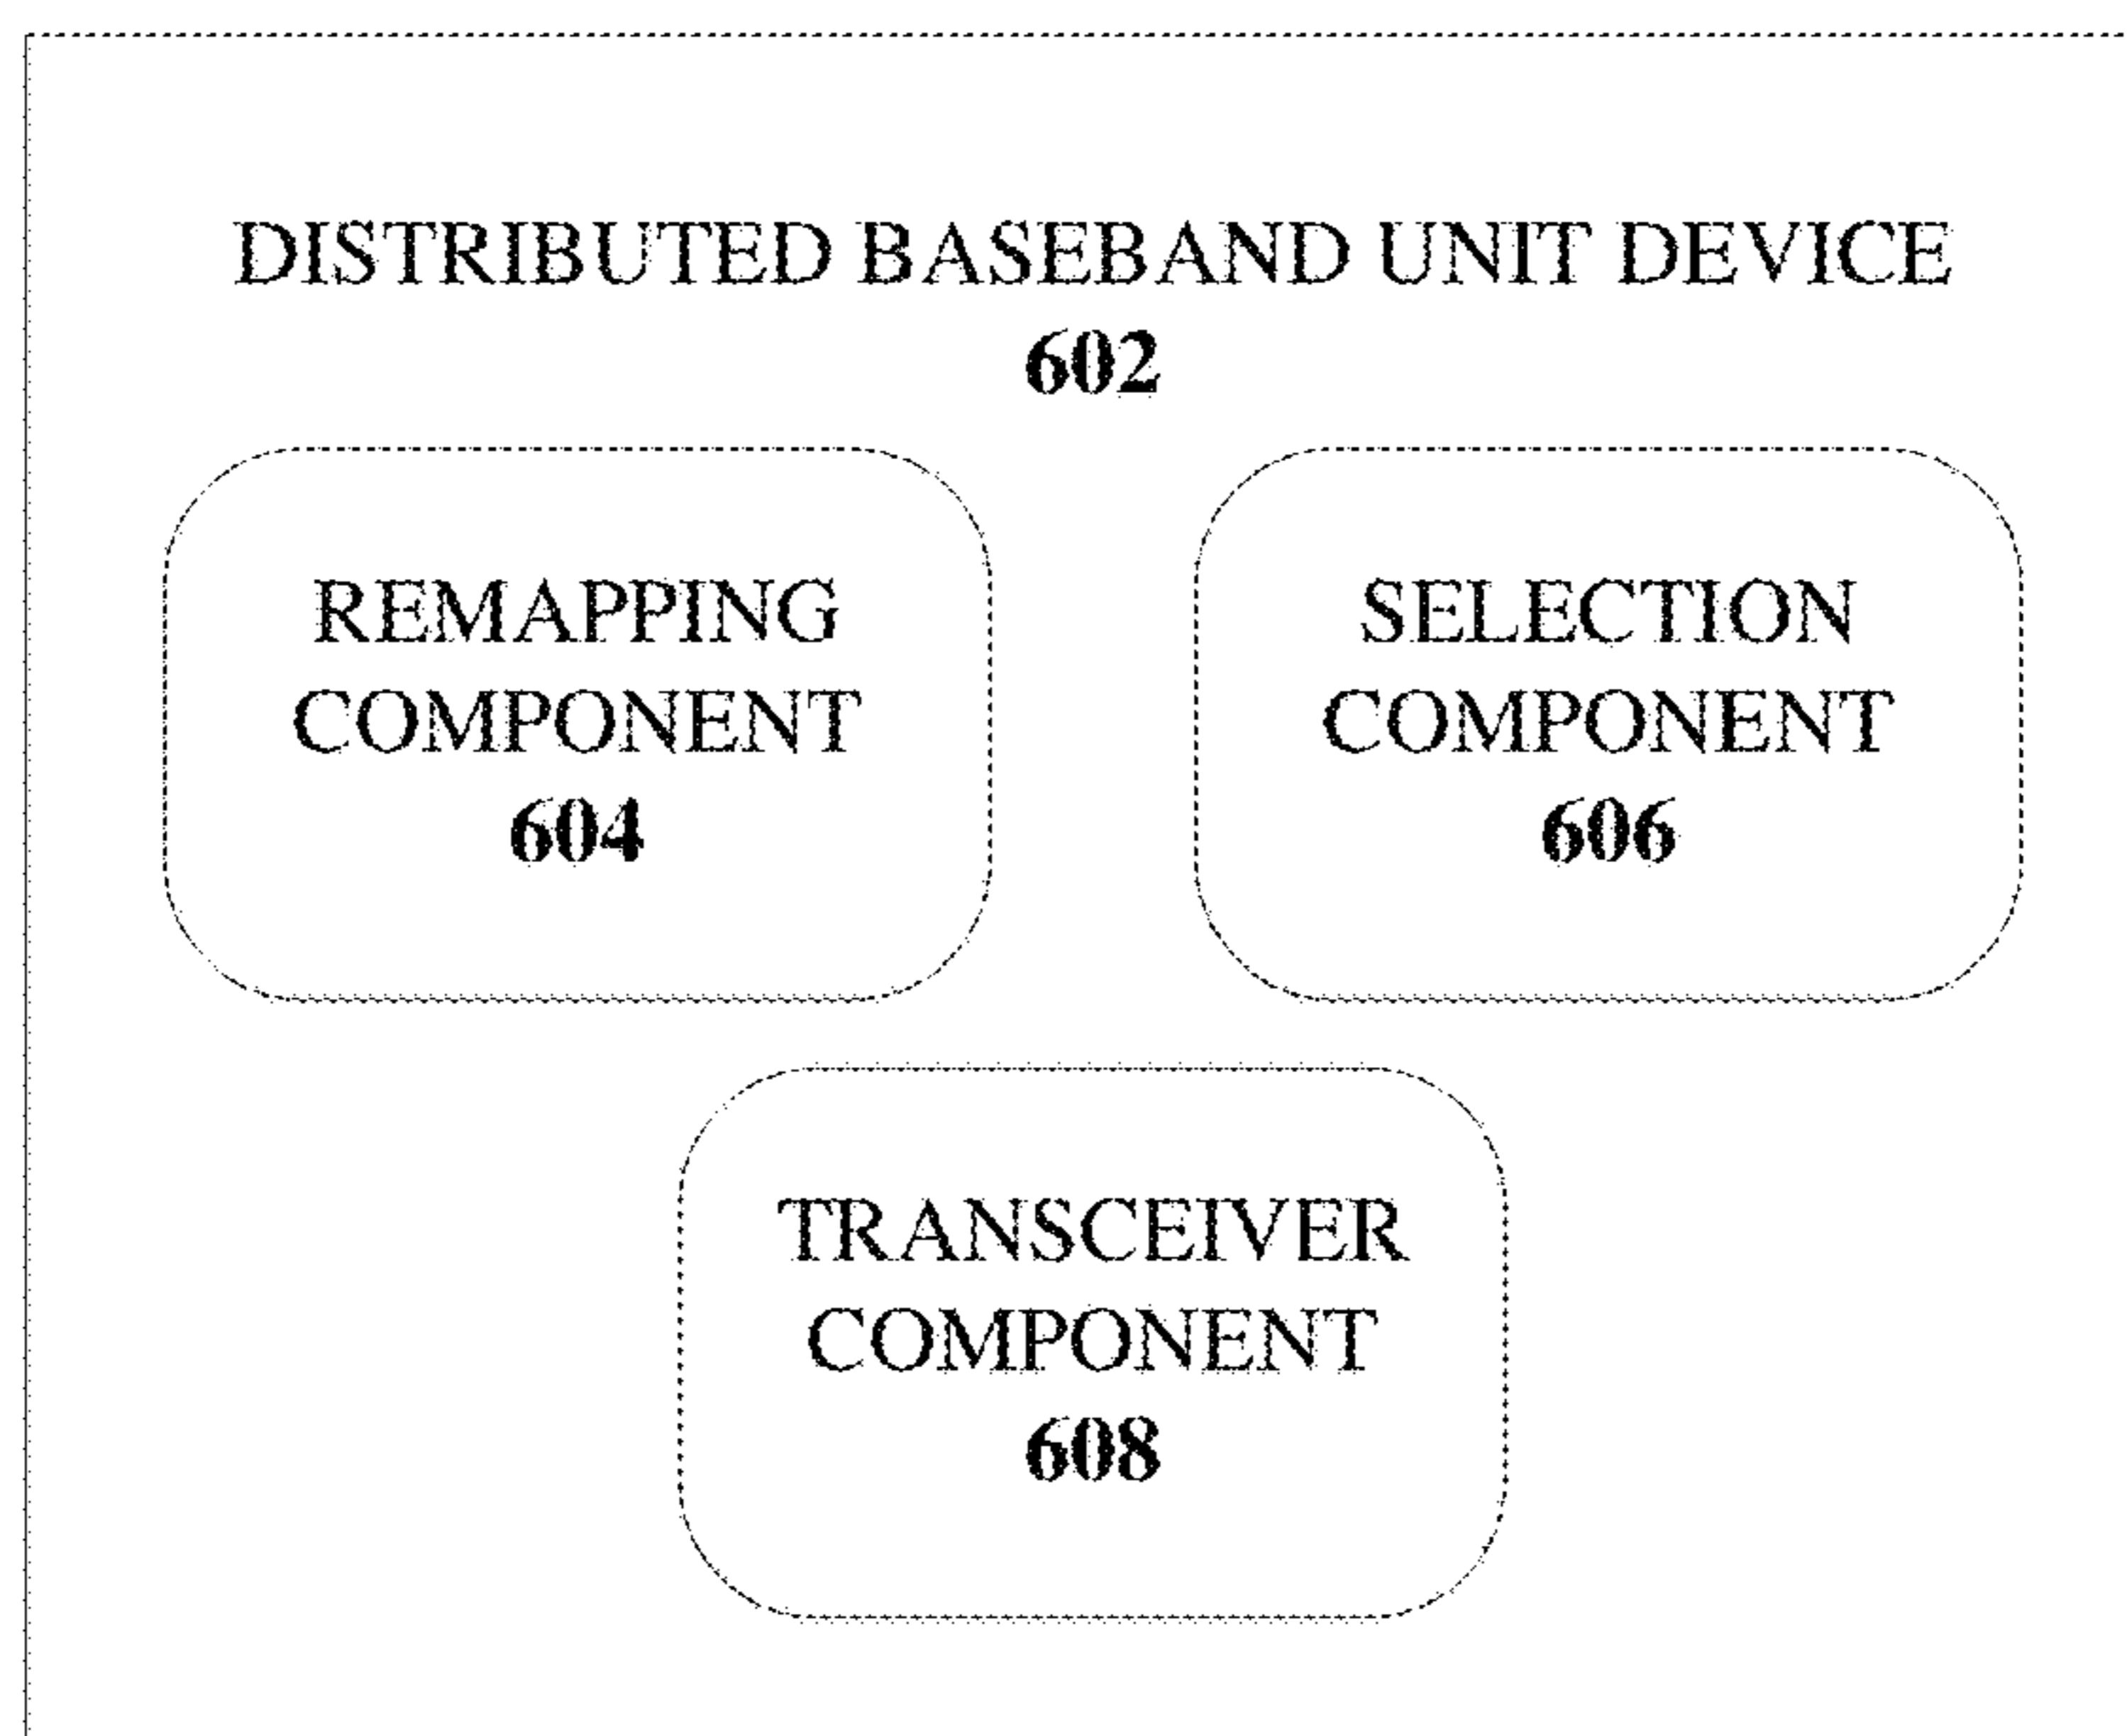 DISTRIBUTED BASEBAND UNIT DEVICE
602
REMAPPING
COMPONENT
604
SELECTION
COMPONENT
606
TRANSCEIVER
COMPONENT
608